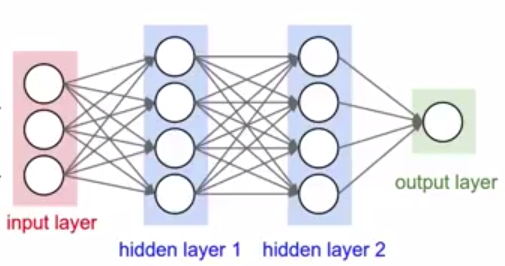 input layer
hidden layer 1
hidden layer 2
output layer